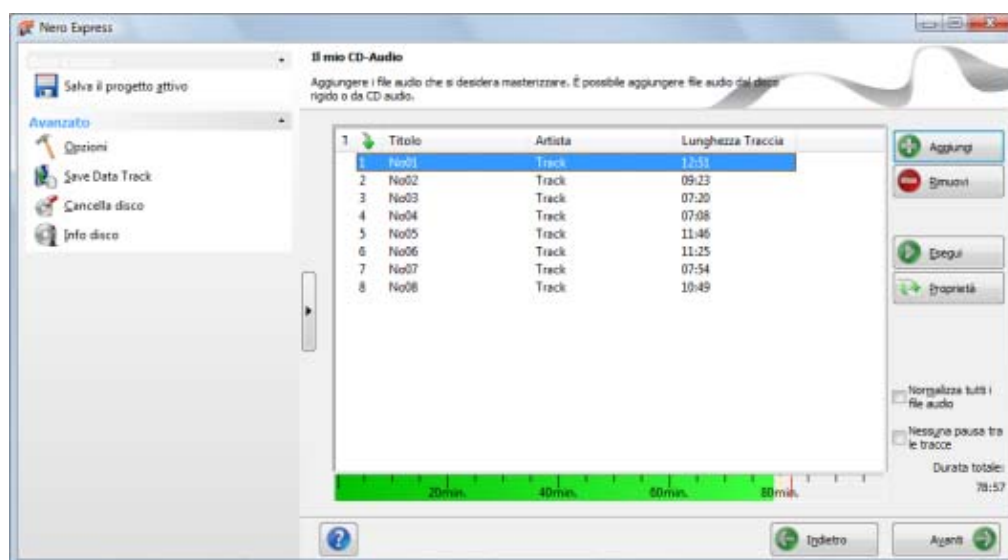 Nero Express
Salva il progetto attivo
Avanzato
Opzioni
Save Data Track
Cancella disco
Info disco
Il mio CD-Audio
Aggiungere i file audio che si desidera masterizzare. È possibile aggiungere file audio dal disco
rigido o da CD audio.
Titolo Artista Lunghezza Traccia
1 No01 Track 12:51
2 No02 Track 09:23
3 No03 Track 07:20
4 No04 Track 07:08
5 No05 Track 11:46
6 No06 Track 11:25
7 No07 Track 07:54
8 No08 Track 10:49
20min. 40min. 60min. 80min.
Aggiungi
Rimuovi
Esegui
Proprietà
Normalizza tutti i
file audio
Nessuna pausa tra
le tracce
Durata totale:
78:57
Indietro
Avanti